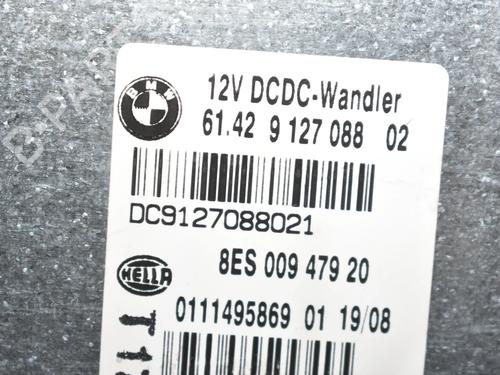 BMW
12V DCDC-Wandler
61.42 9 127 088 02
DC9127088021
8ES 009 479 20
HELLA
0111495869 01 19/08